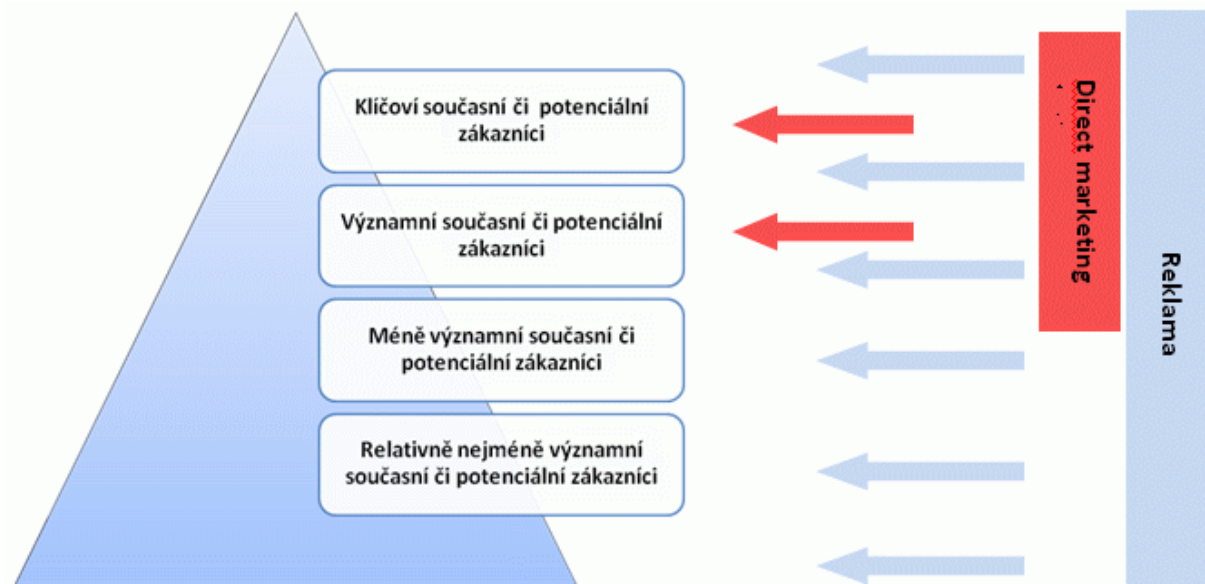 Klíčoví současní či potenciální
zákazníci
Významní současní či potenciální
zákazníci
Méně významní současní či
potenciální zákazníci
Relativně nejméně významní
současní či potenciální zákazníci
Direct marketing
Reklama